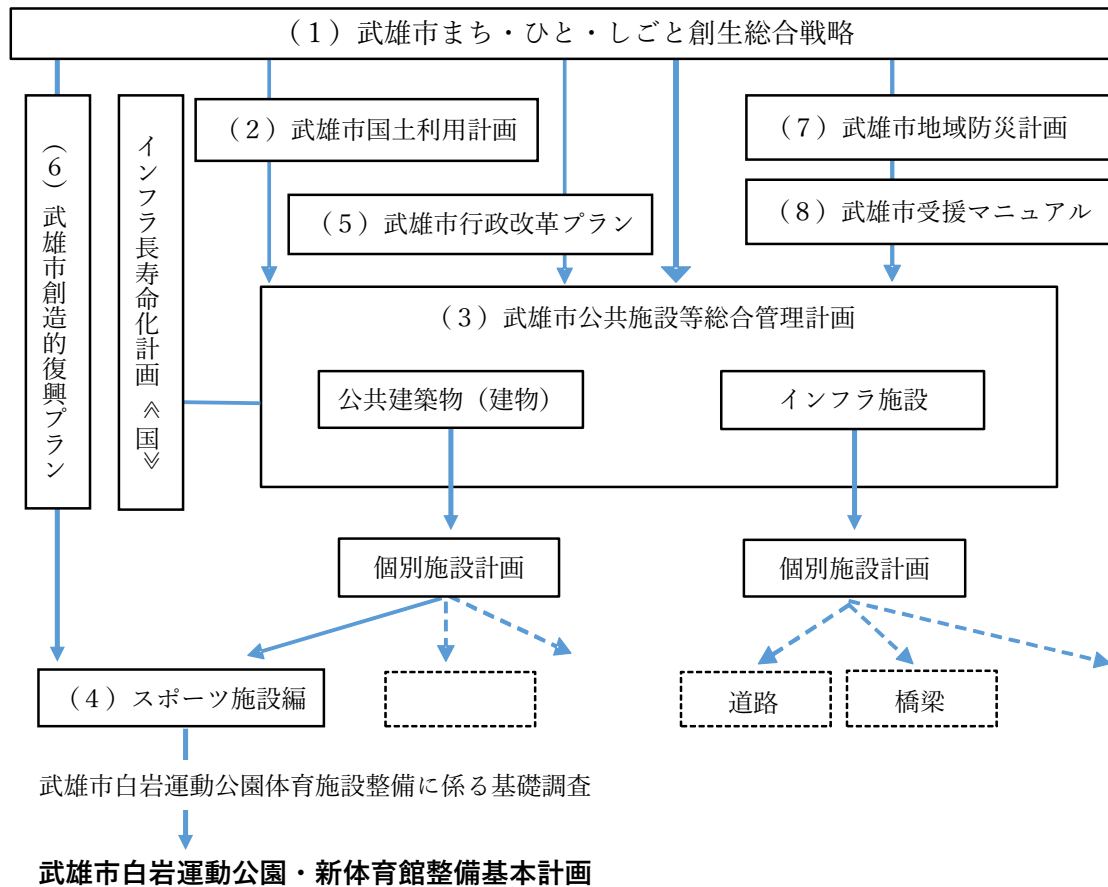 （１）武雄市まち・ひと・しごと創生総合戦略
（６）武雄市創造的復興プラン
インフラ長寿命化計画《国》
（２）武雄市国土利用計画
（７）武雄市地域防災計画
（５）武雄市行政改革プラン
（８）武雄市受援マニュアル
（３）武雄市公共施設等総合管理計画
公共建築物（建物）
インフラ施設
個別施設計画
個別施設計画
（４）スポーツ施設編
道路
橋梁
武雄市白岩運動公園体育施設整備に係る基礎調査
武雄市白岩運動公園・新体育館整備基本計画